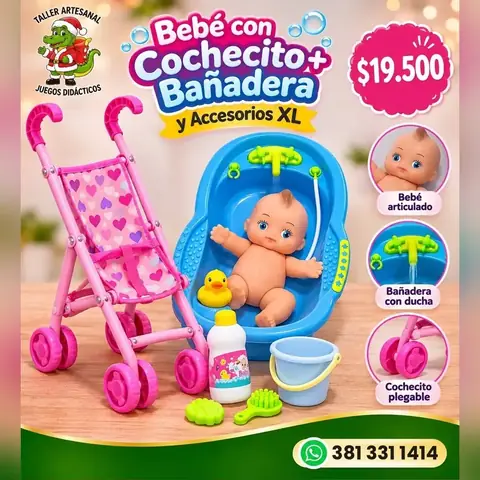 TALLER ARTESANAL
JUEGOS DIDÁCTICOS
Bebé con
Cochecito+
Bañadera
y Accesorios XL
$19.500
Bebé
articulado
Bañadera
con ducha
Cochecito
plegable
381 331 1414